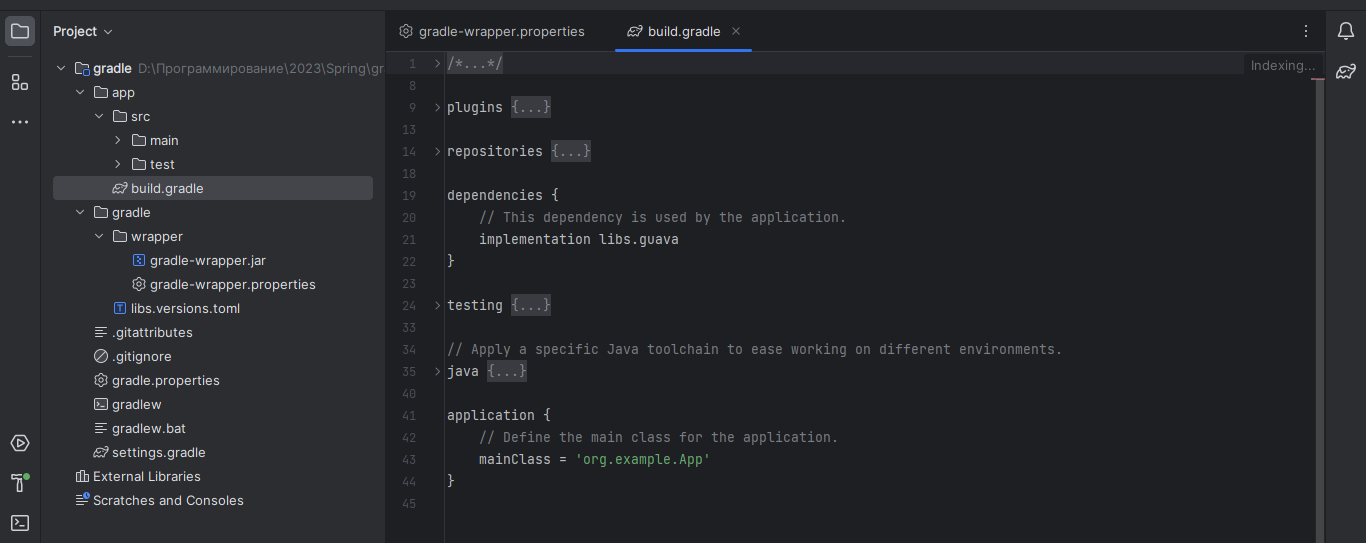 Project
gradle D:\Программирование\2023\Spring\gr
app
src
main
test
build.gradle
gradle
wrapper
gradle-wrapper.jar
gradle-wrapper.properties
libs.versions.toml
.gitattributes
.gitignore
gradle.properties
gradlew
gradlew.bat
settings.gradle
External Libraries
Scratches and Consoles
gradle-wrapper.properties
build.gradle
Indexing...
1 /*...*/
8
9 plugins {...}
13
14 repositories {...}
18
19 dependencies {
20 // This dependency is used by the application.
21 implementation libs.guava
22 }
23
24 testing {...}
33
34 // Apply a specific Java toolchain to ease working on different environments.
35 java {...}
40
41 application {
42 // Define the main class for the application.
43 mainClass = 'org.example.App'
44 }
45